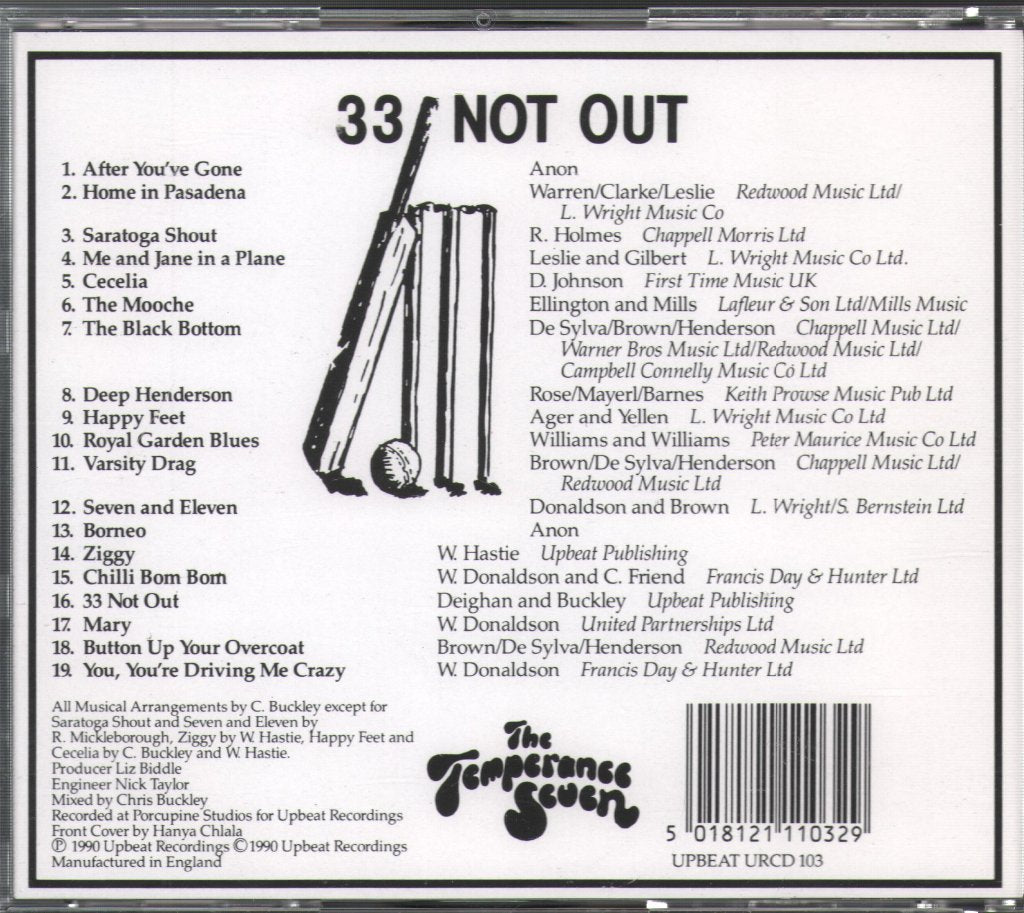 33 NOT OUT
1. After You've Gone Anon
2. Home in Pasadena Warren/Clarke/Leslie Redwood Music Ltd/
L. Wright Music Co
3. Saratoga Shout R. Holmes Chappell Morris Ltd
4. Me and Jane in a Plane Leslie and Gilbert L. Wright Music Co Ltd.
5. Cecelia D. Johnson First Time Music UK
6. The Mooche Ellington and Mills Lafleur & Son Ltd/Mills Music
7. The Black Bottom De Sylva/Brown/Henderson Chappell Music Ltd/
Warner Bros Music Ltd/Redwood Music Ltd/
Campbell Connelly Music Co Ltd
8. Deep Henderson Rose/Mayerl/Barnes Keith Prowse Music Pub Ltd
9. Happy Feet Ager and Yellen L. Wright Music Co Ltd
10. Royal Garden Blues Williams and Williams Peter Maurice Music Co Ltd
11. Varsity Drag Brown/De Sylva/Henderson Chappell Music Ltd/
Redwood Music Ltd
12. Seven and Eleven Donaldson and Brown L. Wright/S. Bernstein Ltd
13. Borneo Anon
14. Ziggy W. Hastie Upbeat Publishing
15. Chilli Bom Bom W. Donaldson and C. Friend Francis Day & Hunter Ltd
16. 33 Not Out Deighan and Buckley Upbeat Publishing
17. Mary W. Donaldson United Partnerships Ltd
18. Button Up Your Overcoat Brown/De Sylva/Henderson Redwood Music Ltd
19. You, You're Driving Me Crazy W. Donaldson Francis Day & Hunter Ltd
All Musical Arrangements by C. Buckley except for
Saratoga Shout and Seven and Eleven by
R. Mickleborough, Ziggy by W. Hastie, Happy Feet and
Cecelia by C. Buckley and W. Hastie.
Producer Liz Biddle
Engineer Nick Taylor
Mixed by Chris Buckley
Recorded at Porcupine Studios for Upbeat Recordings
Front Cover by Hanya Chlala
℗ 1990 Upbeat Recordings © 1990 Upbeat Recordings
Manufactured in England
The
Temperance
Seven
5 018121 110329
UPBEAT URCD 103